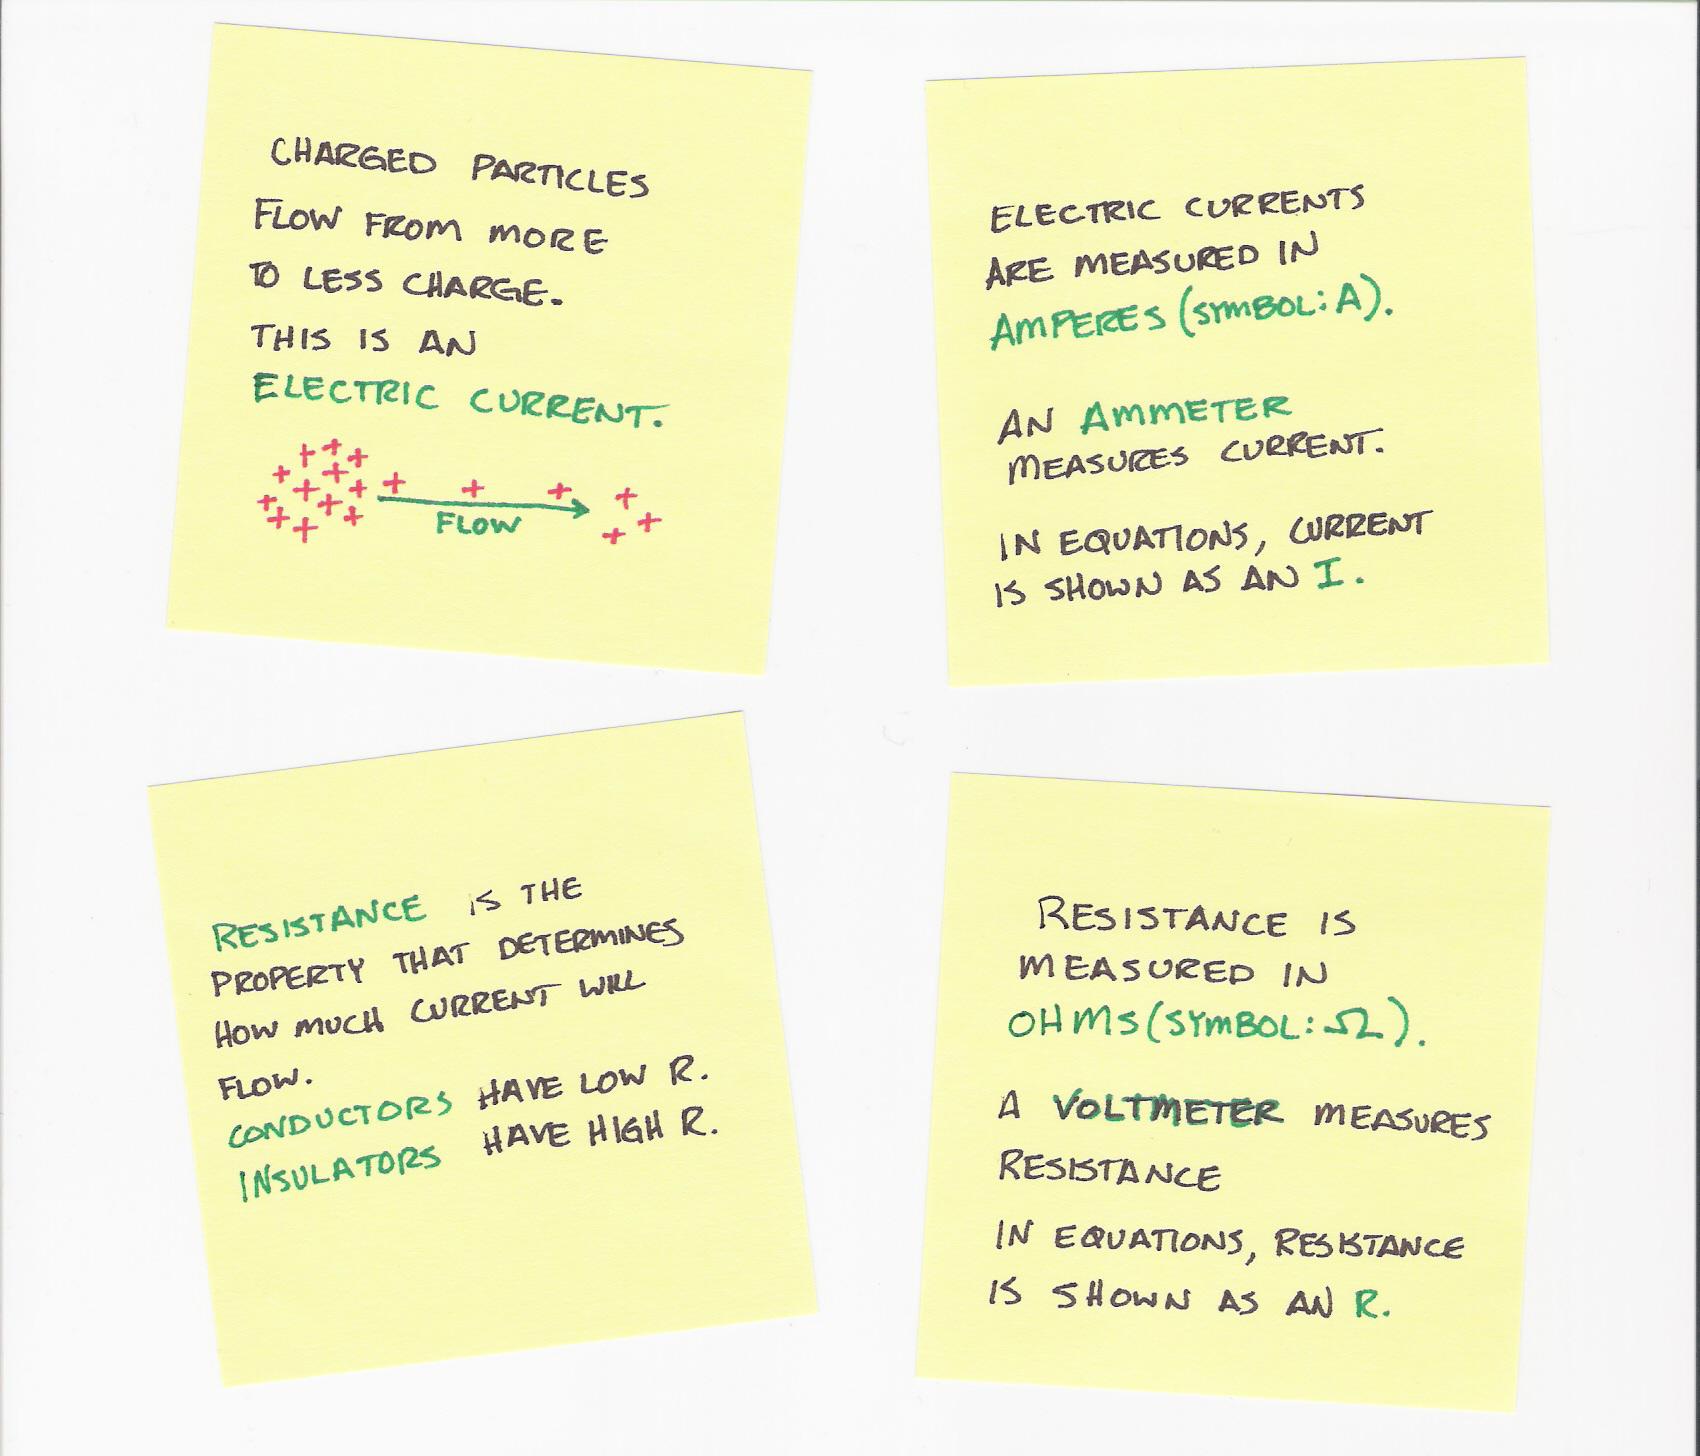 CHARGED PARTICLES
FLOW FROM MORE
TO LESS CHARGE.
THIS IS AN
ELECTRIC CURRENT.
FLOW
ELECTRIC CURRENTS
ARE MEASURED IN
AMPERES (SYMBOL: A).
AN AMMETER
MEASURES CURRENT.
IN EQUATIONS, CURRENT
IS SHOWN AS AN I.
RESISTANCE IS THE
PROPERTY THAT DETERMINES
HOW MUCH CURRENT WILL
FLOW.
CONDUCTORS HAVE LOW R.
INSULATORS HAVE HIGH R.
RESISTANCE IS
MEASURED IN
OHMS (SYMBOL: Ω).
A VOLTMETER MEASURES
RESISTANCE
IN EQUATIONS, RESISTANCE
IS SHOWN AS AN R.